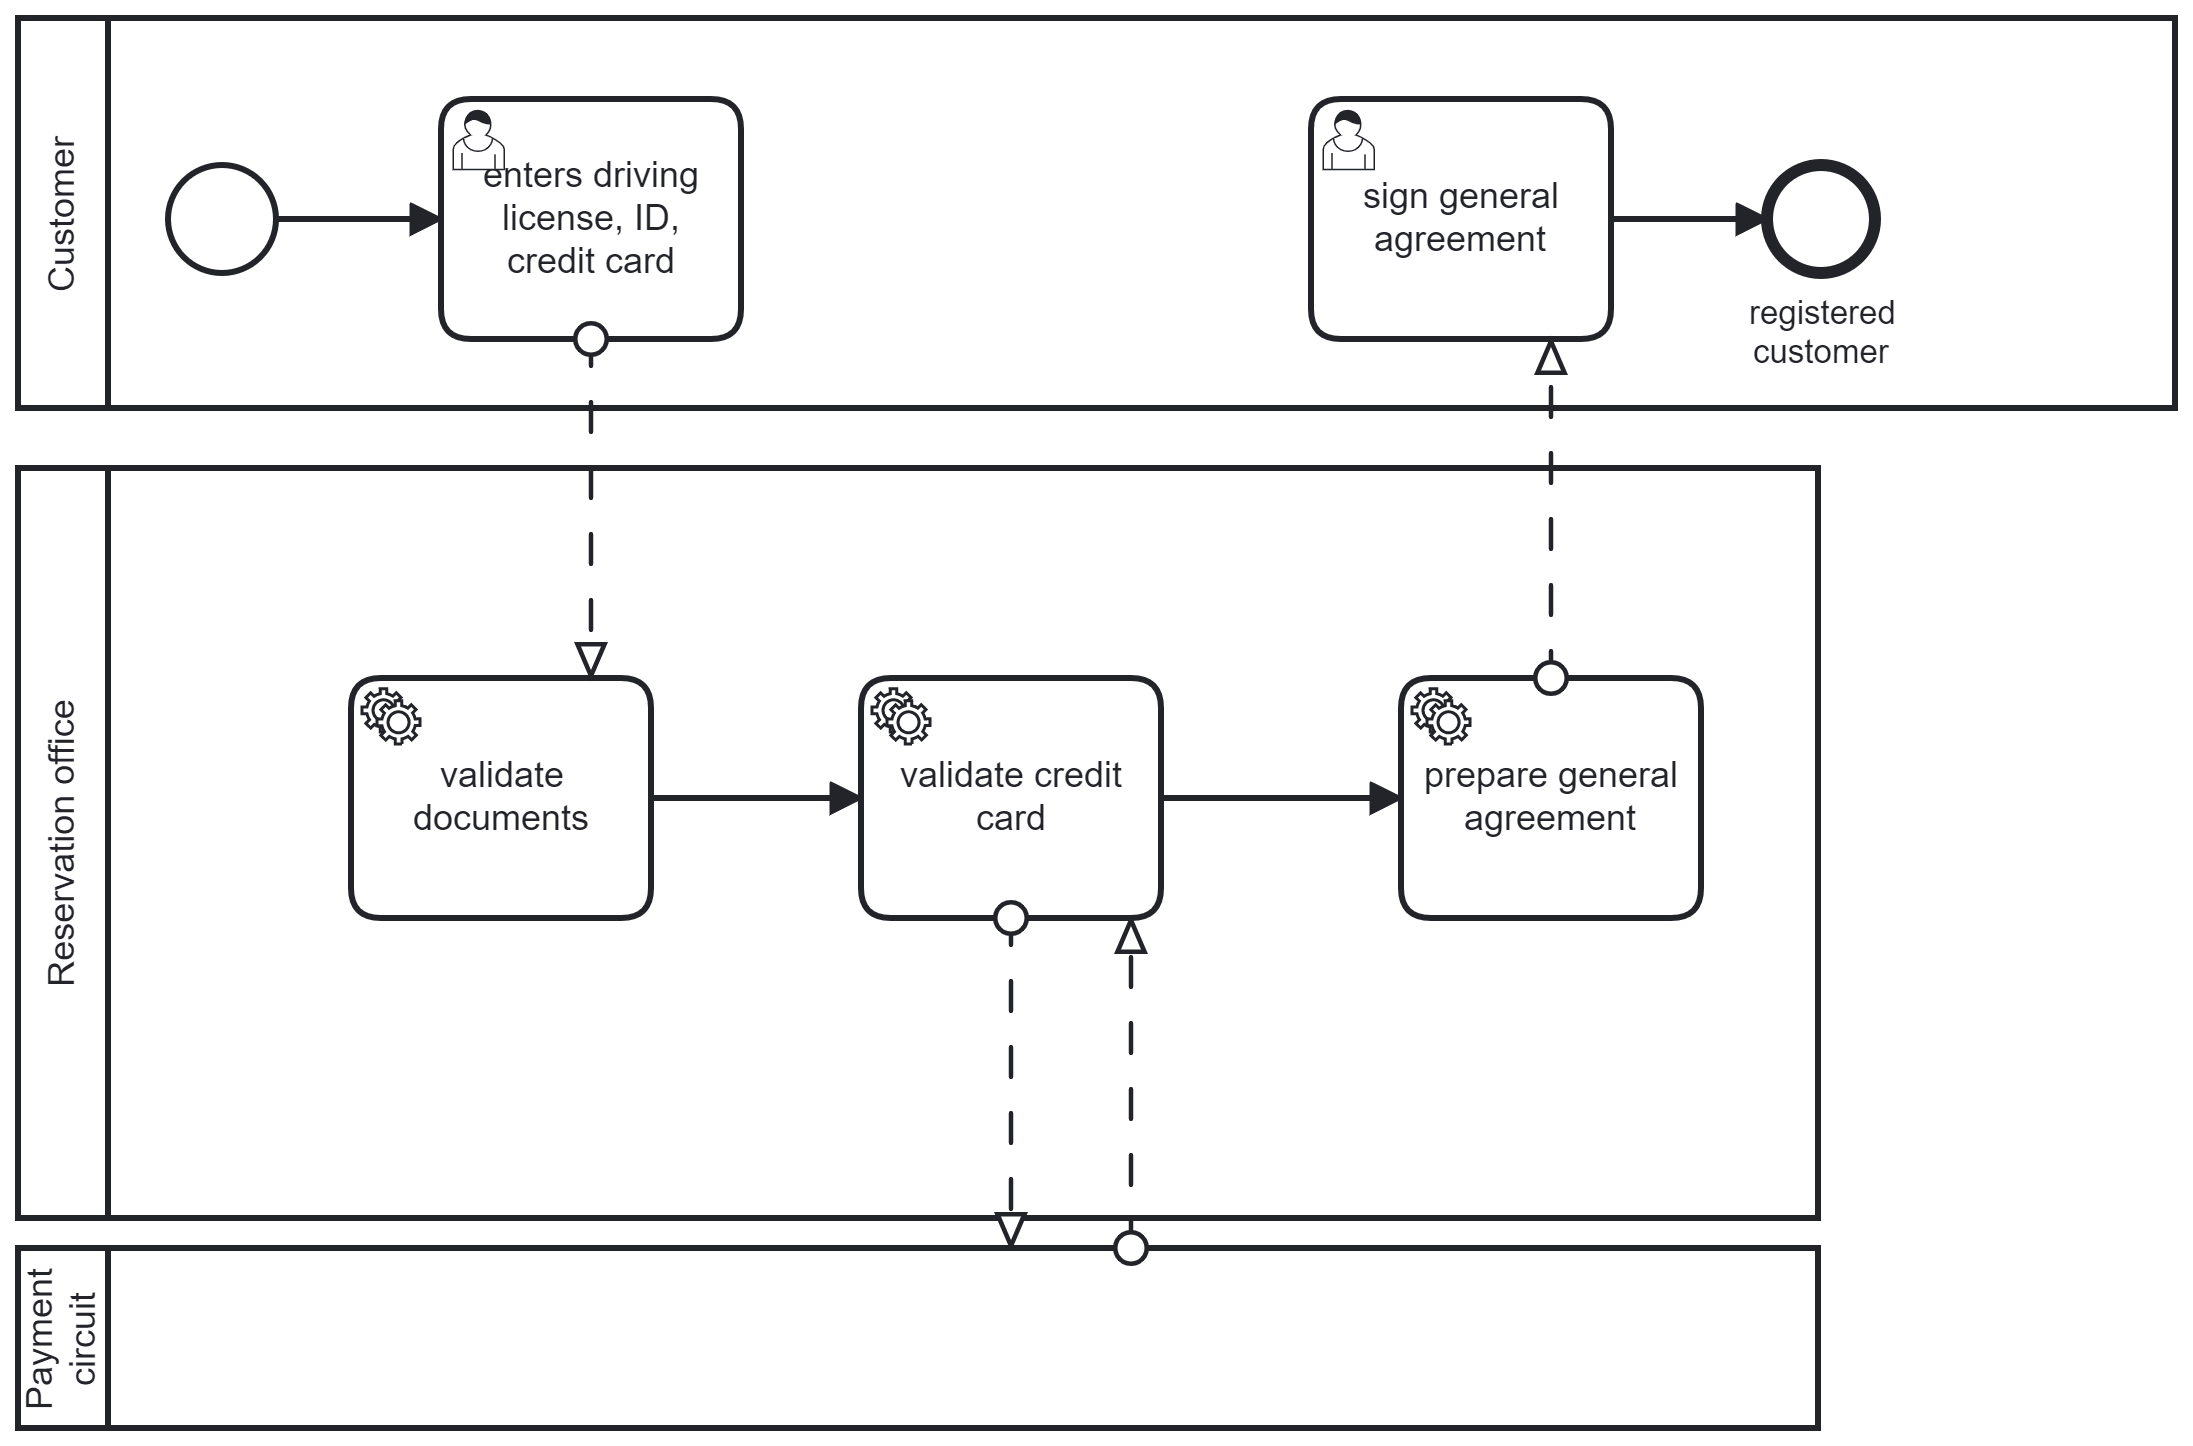 Customer
enters driving
license, ID,
credit card
sign general
agreement
registered
customer
Reservation office
validate
documents
validate credit
card
prepare general
agreement
Payment
circuit